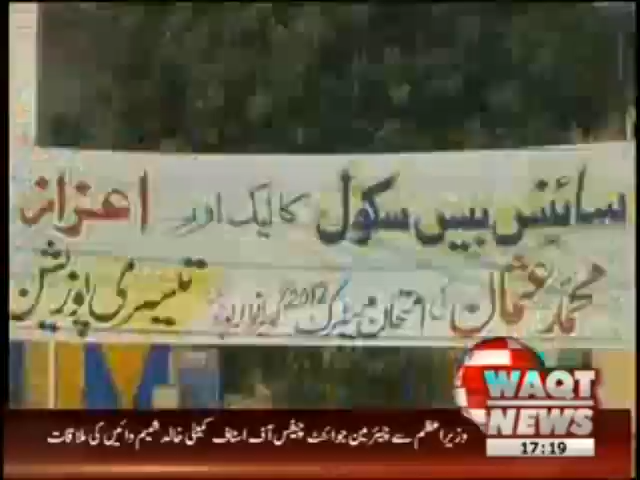 سائنس بیس سکول کا ایک اور اعزاز
محمد عثمان کی امتحان میٹرک 2012 تیسری پوزیشن
WAQT
NEWS
17:19
وزیراعظم سے چیئرمین جوائنٹ چیفس آف اسٹاف کمیٹی خالد شمیم وائیں کی ملاقات